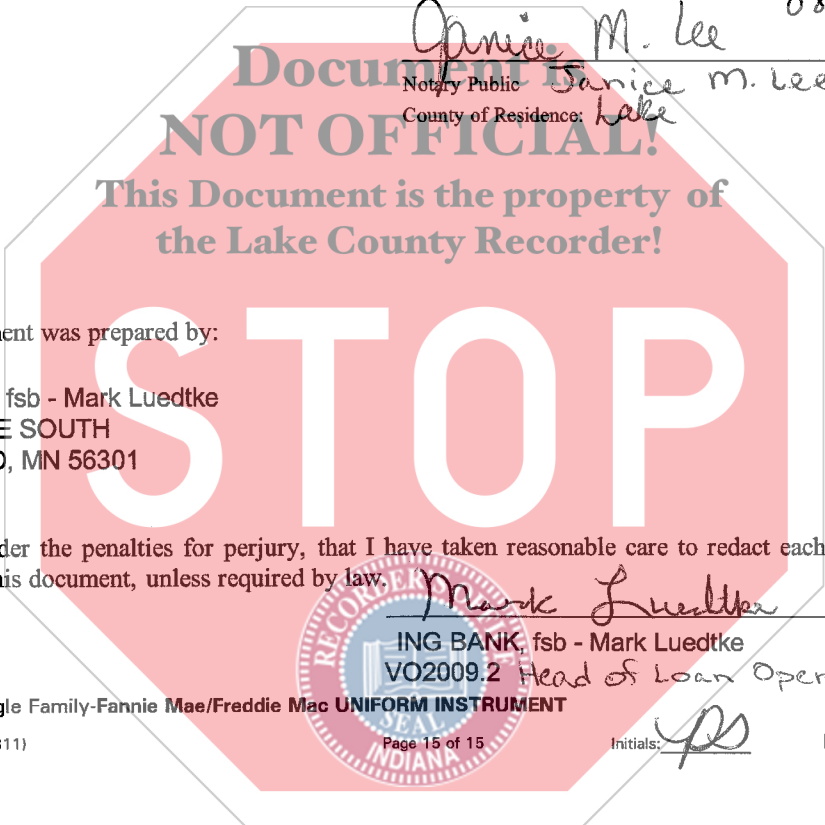 Janice M. Lee 08
Document is
Notary Public Janice M. Lee
NOT OFFICIAL!
County of Residence: Lake
This Document is the property of
the Lake County Recorder!
ent was prepared by:
STOP
fsb - Mark Luedtke
E SOUTH
, MN 56301
der the penalties for perjury, that I have taken reasonable care to redact each
is document, unless required by law.
Mark Luedtke
RECORDER'S OFFICE
ING BANK, fsb - Mark Luedtke
VO2009.2 Head of Loan Oper
gle Family-Fannie Mae/Freddie Mac UNIFORM INSTRUMENT
SEAL
INDIANA
811) Page 15 of 15 Initials: